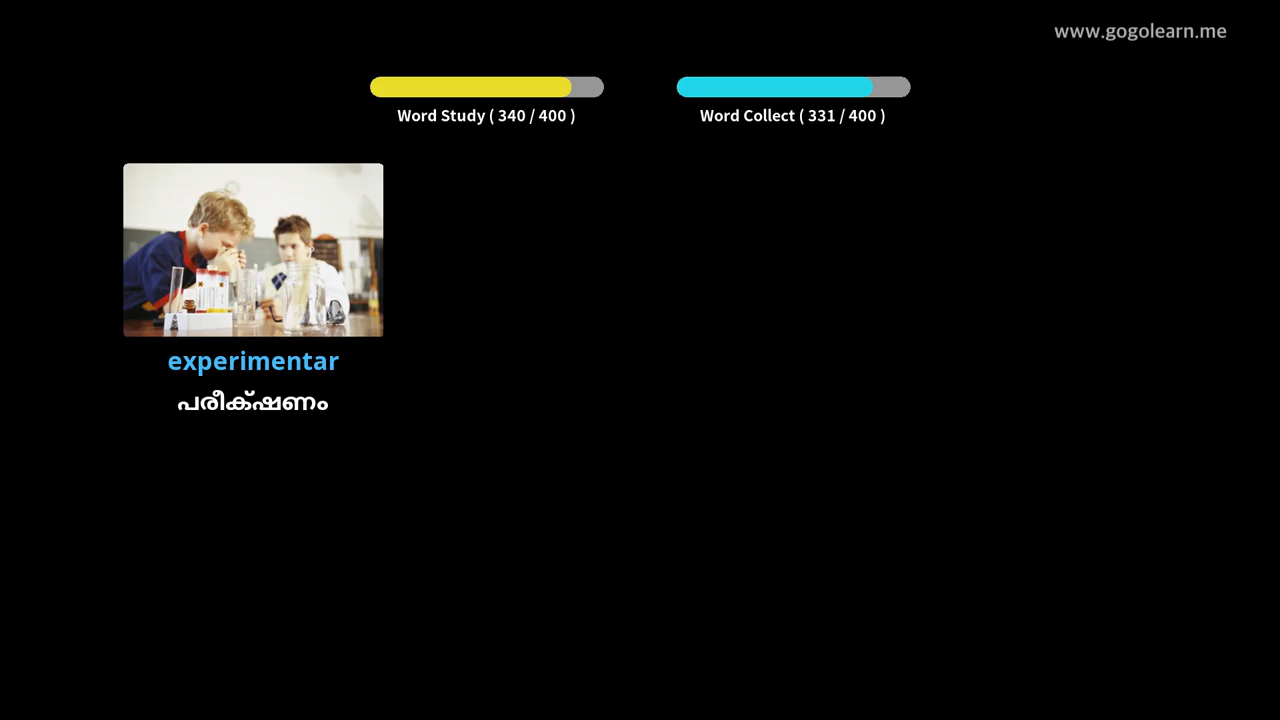 www.gogolearn.me
Word Study ( 340 / 400 )
Word Collect ( 331 / 400 )
experimentar
പരീക്‌ഷണം